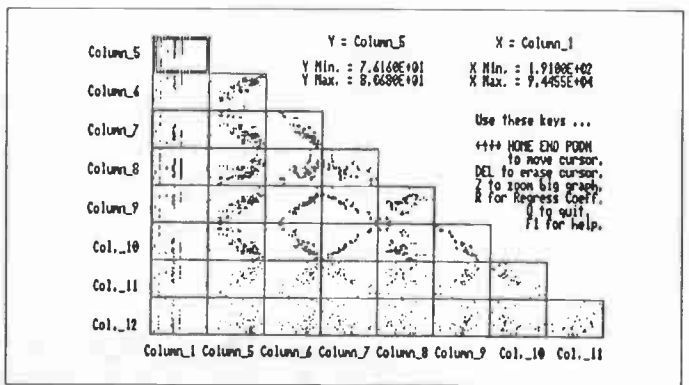 Y = Column_5 X = Column_1
Y Min. : 7.6160E+01 X Min. : 1.9100E+02
Y Max. : 8.0680E+01 X Max. : 9.4455E+04
Use these keys ...
←↑↓→ HOME END PGDN
to move cursor.
DEL to erase cursor.
Z to zoom big graph.
R for Regress Coeff.
Q to quit
F1 for help.
Column_5
Column_6
Column_7
Column_8
Column_9
Col._10
Col._11
Col._12
Column_1 Column_5 Column_6 Column_7 Column_8 Column_9 Col._10 Col._11